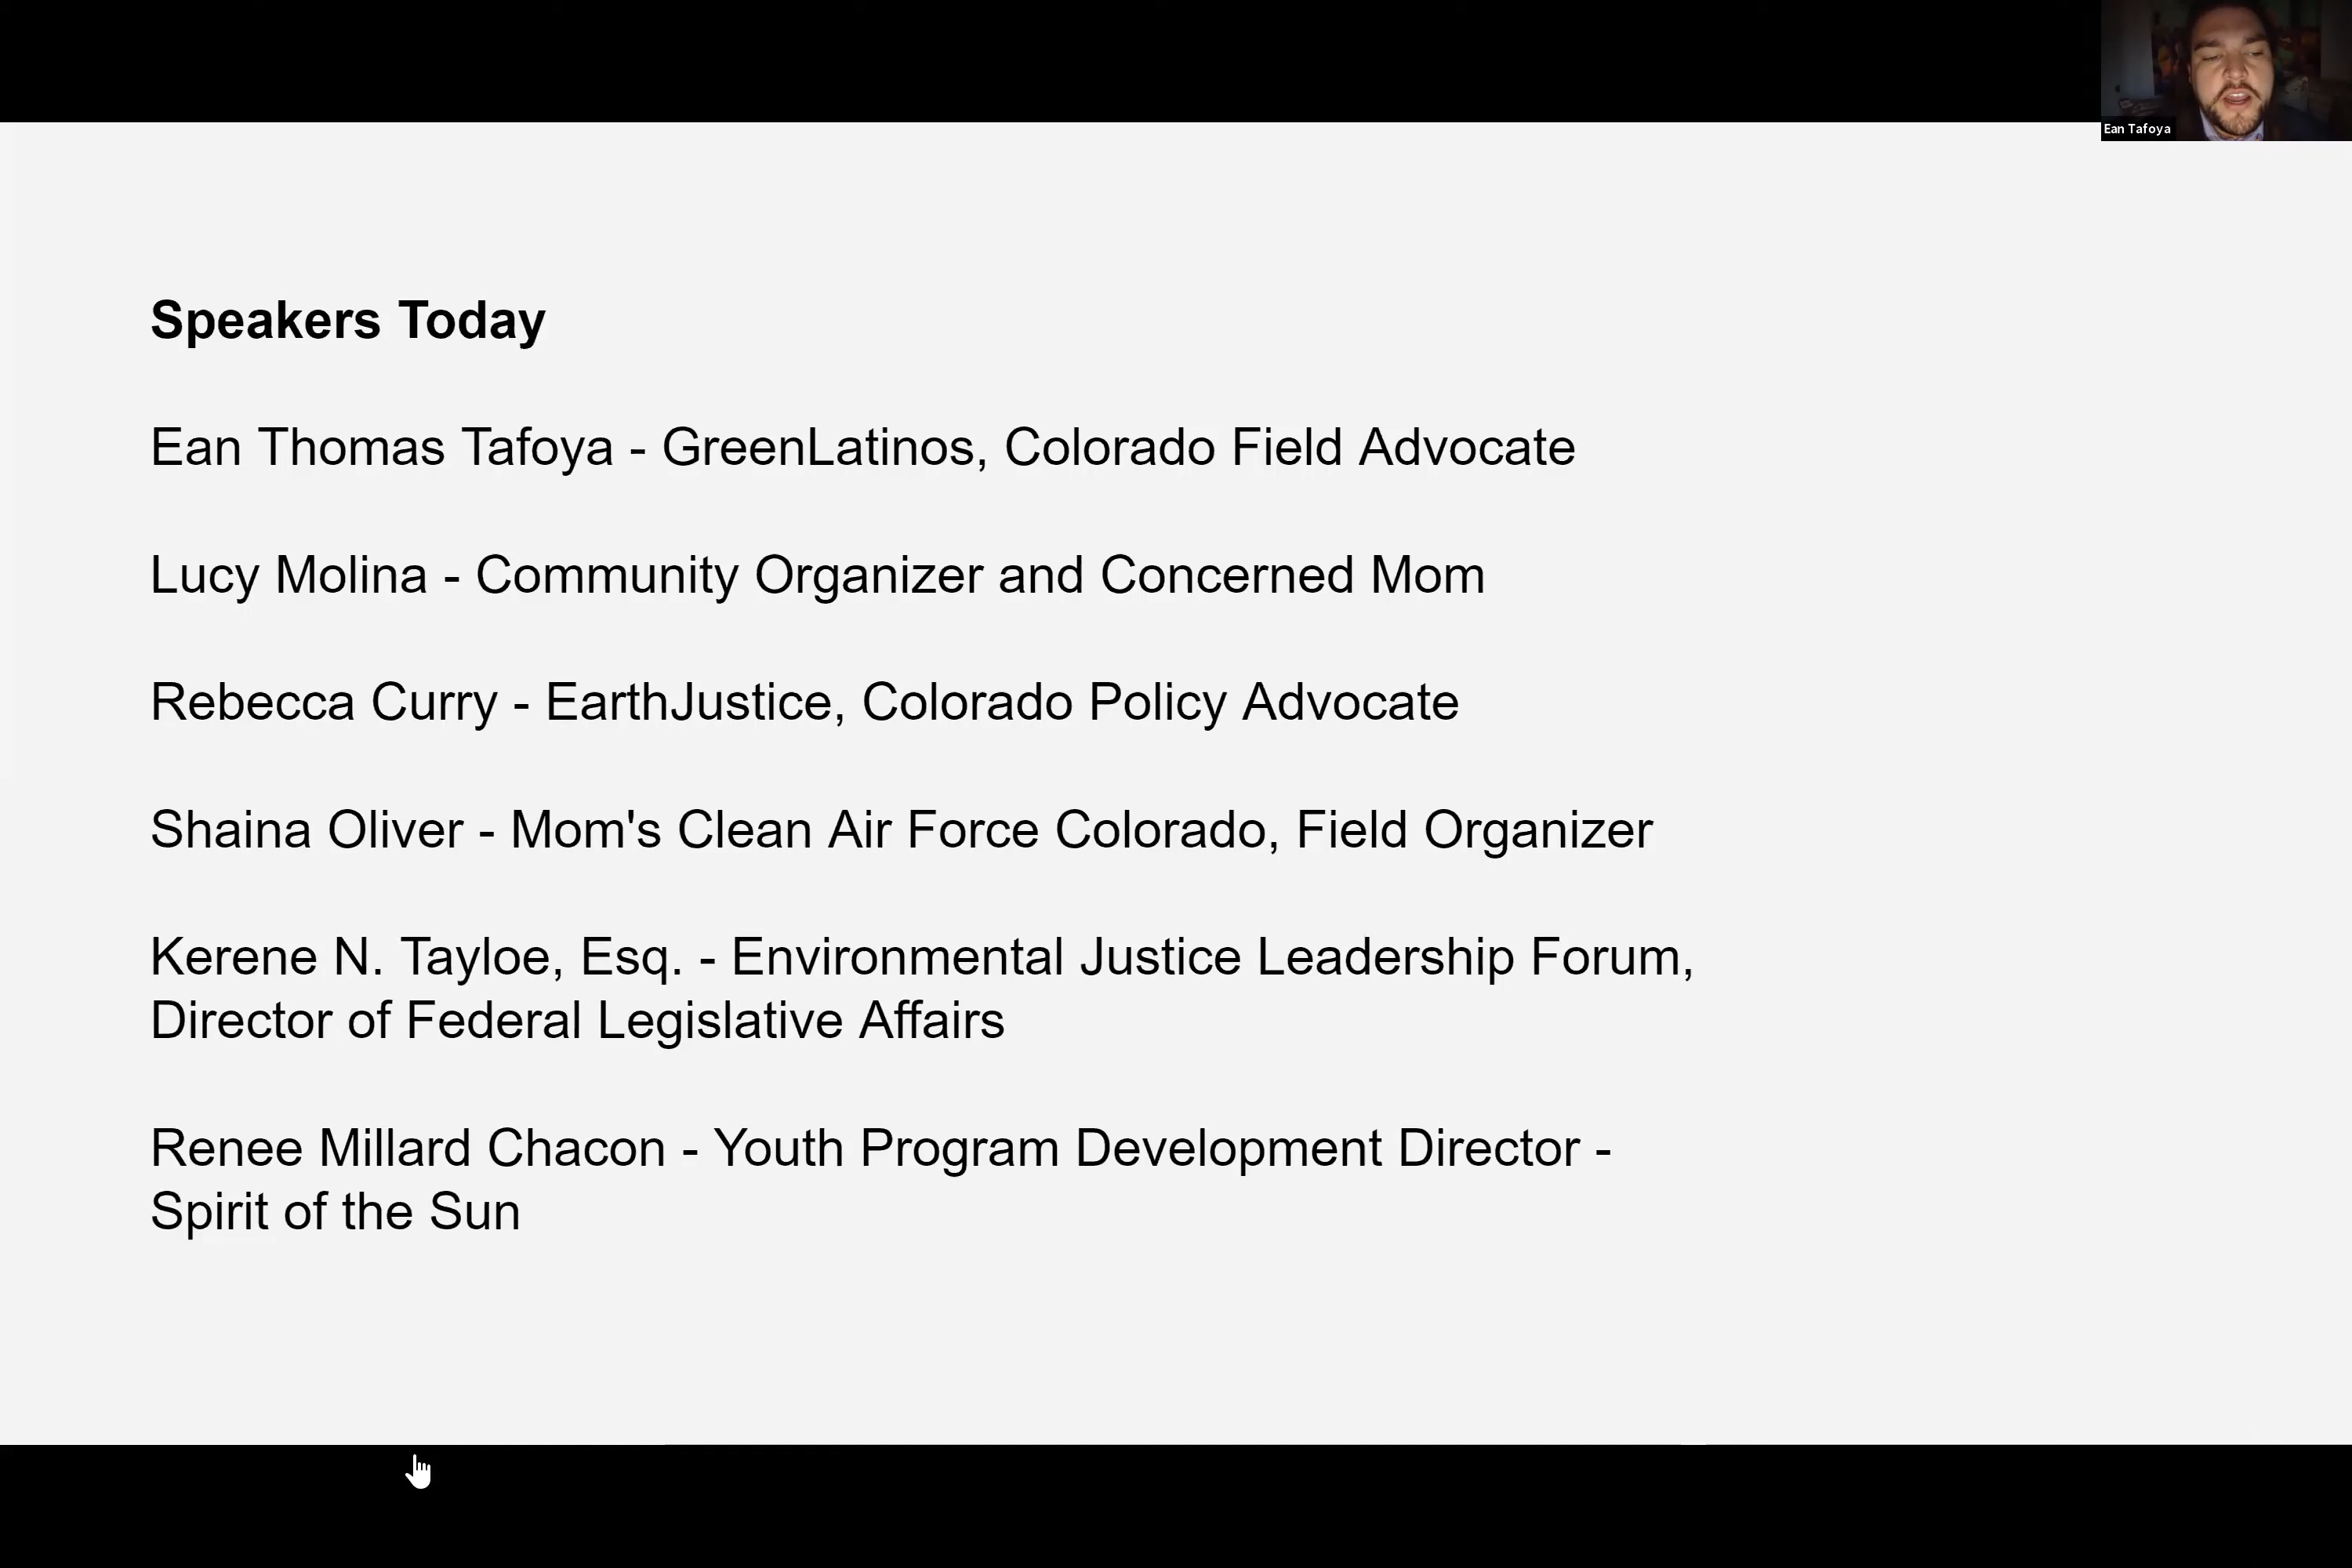 Ean Tafoya
Speakers Today
Ean Thomas Tafoya - GreenLatinos, Colorado Field Advocate
Lucy Molina - Community Organizer and Concerned Mom
Rebecca Curry - EarthJustice, Colorado Policy Advocate
Shaina Oliver - Mom's Clean Air Force Colorado, Field Organizer
Kerene N. Tayloe, Esq. - Environmental Justice Leadership Forum,
Director of Federal Legislative Affairs
Renee Millard Chacon - Youth Program Development Director -
Spirit of the Sun